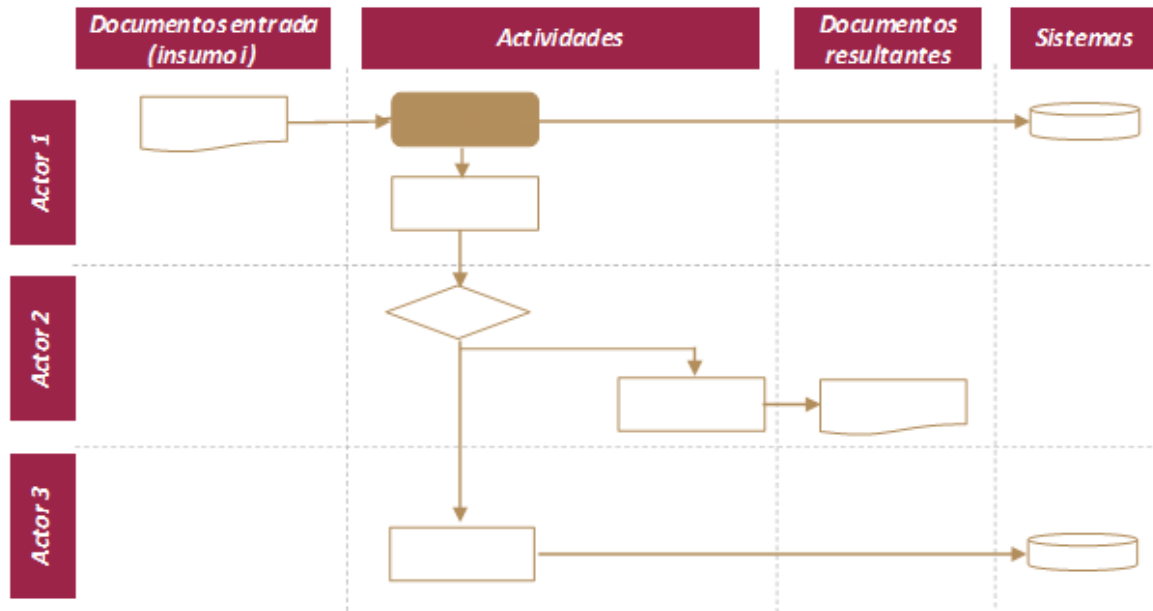 Documentos entrada
(insumo i)
Actividades
Documentos
resultantes
Sistemas
Actor 1
Actor 2
Actor 3